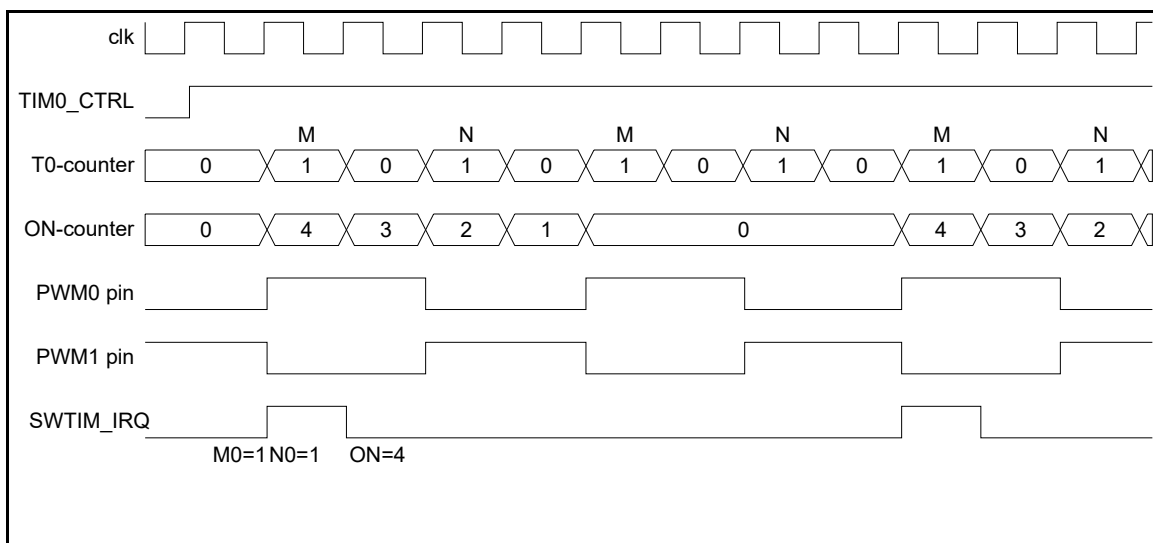 clk
TIM0_CTRL
M N M N M N
T0-counter 0 1 0 1 0 1 0 1 0 1 0 1
ON-counter 0 4 3 2 1 0 4 3 2
PWM0 pin
PWM1 pin
SWTIM_IRQ
M0=1 N0=1 ON=4